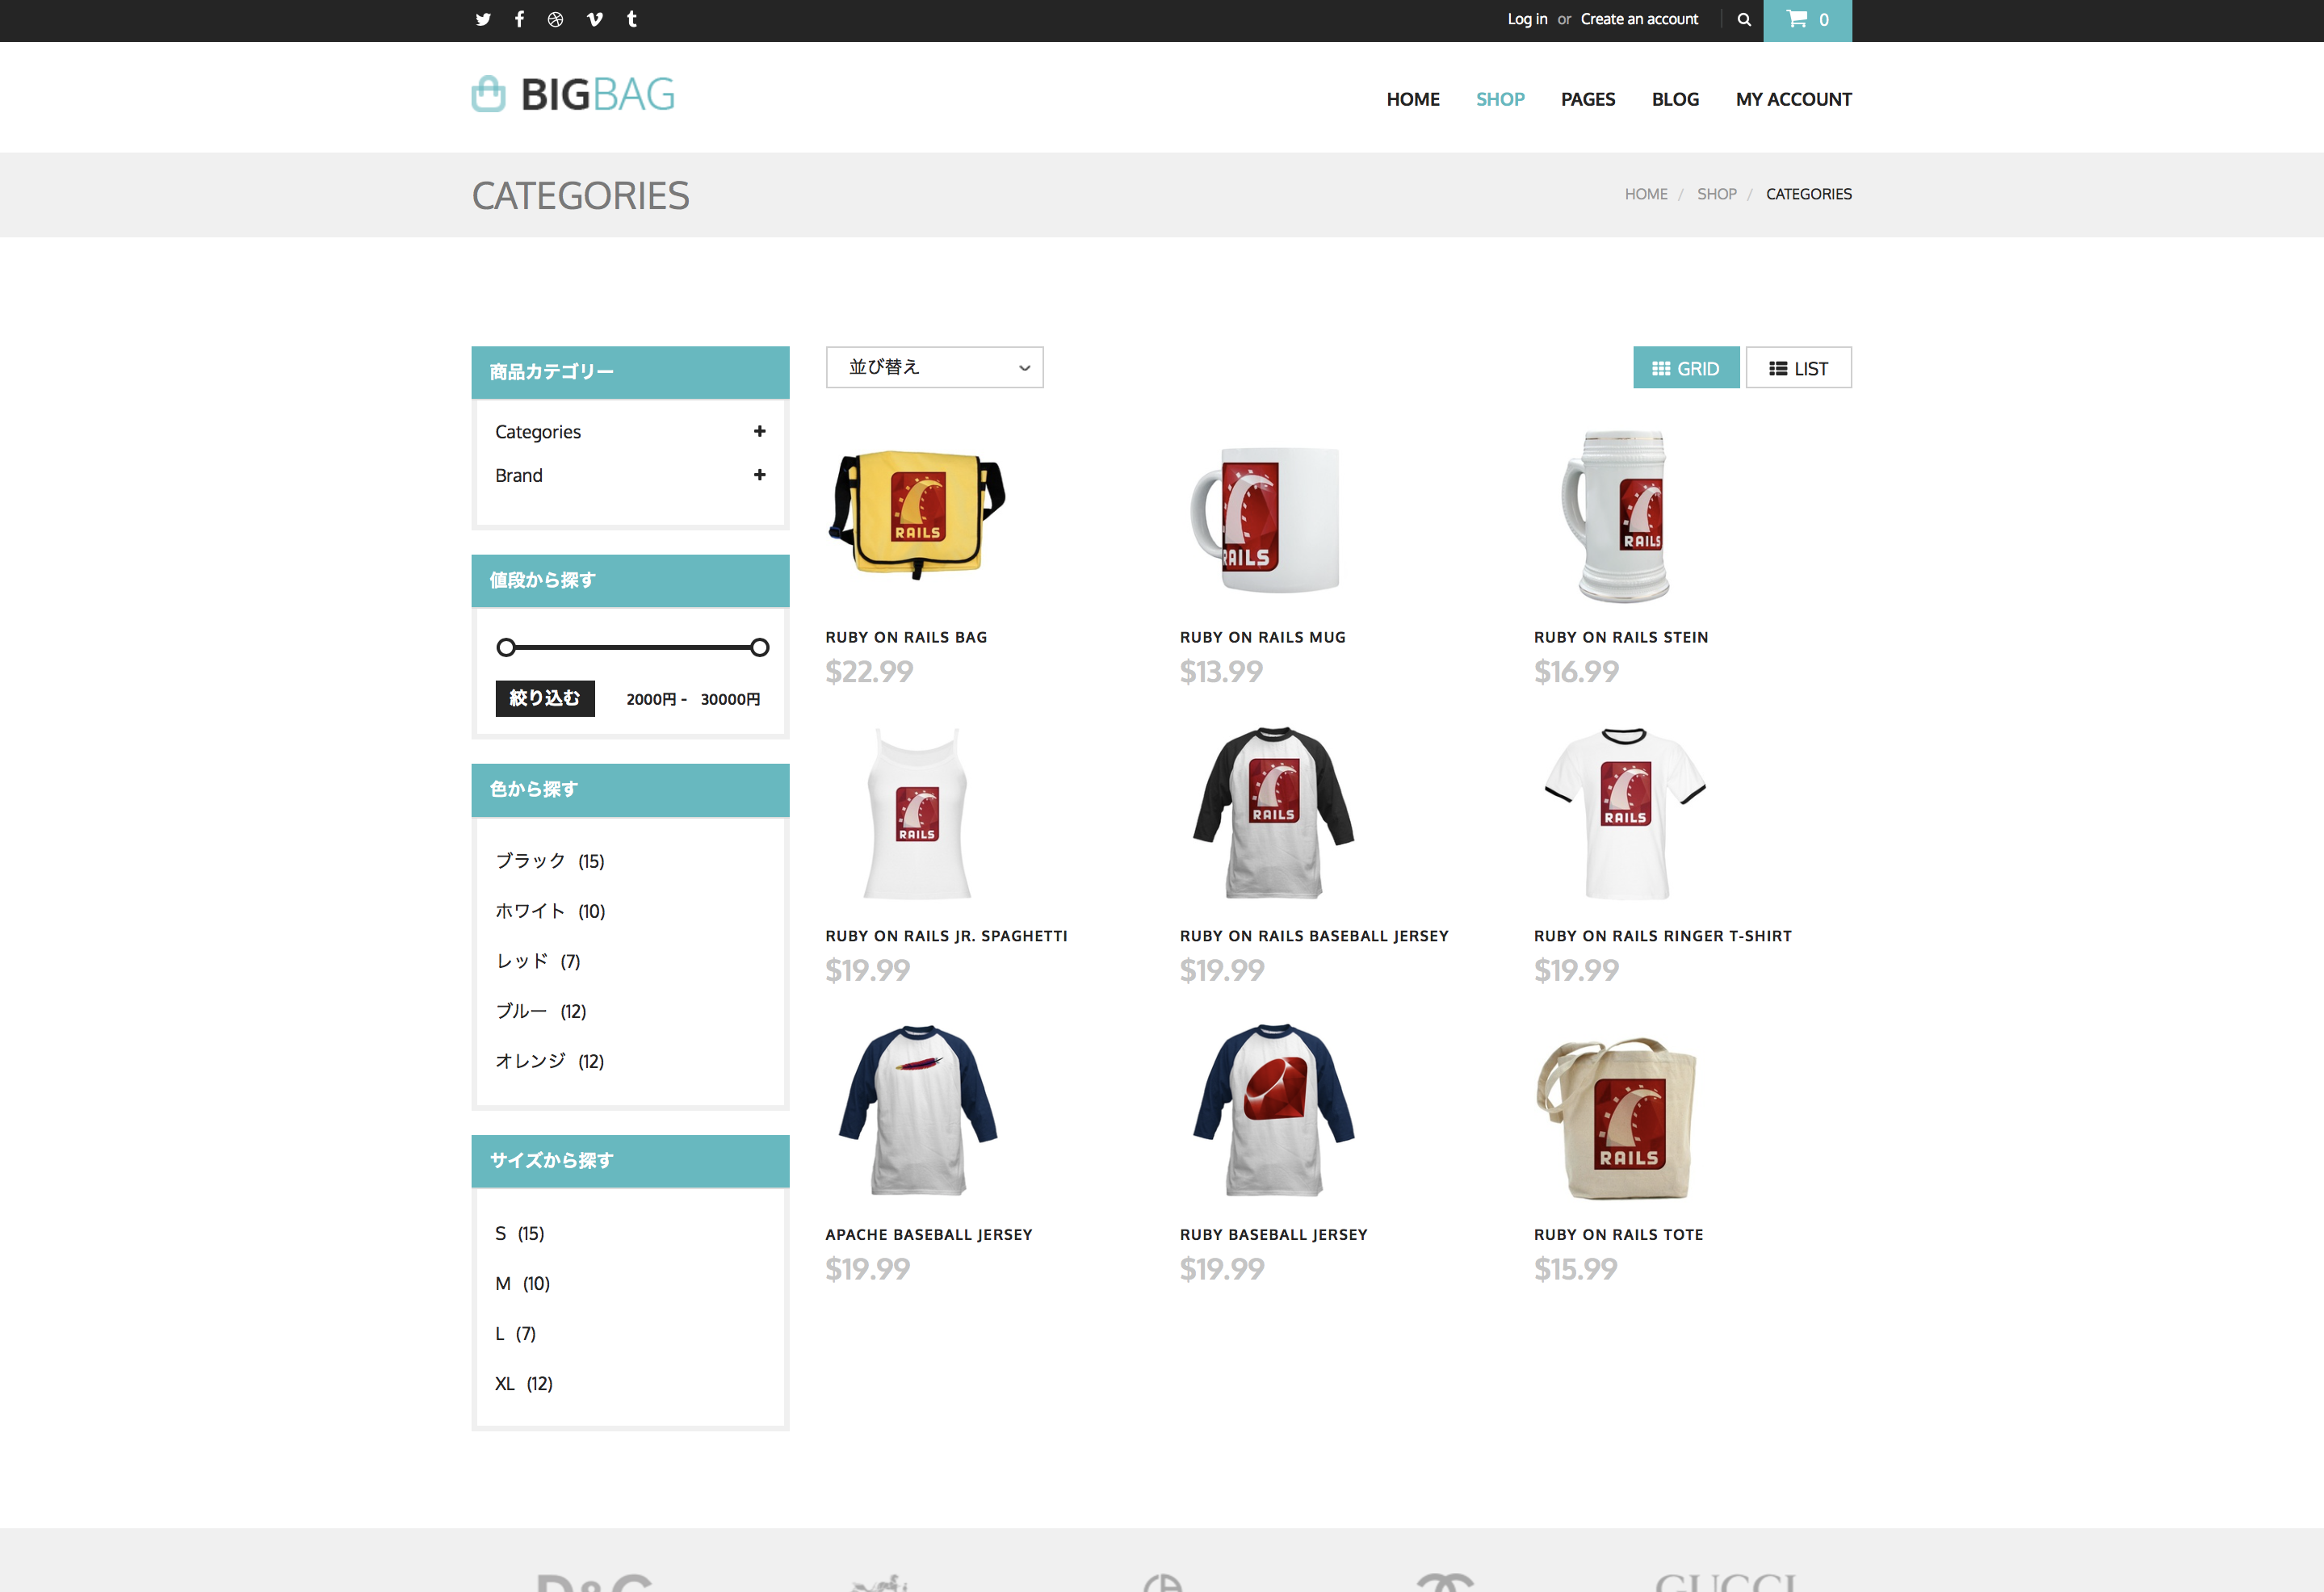 Log in or Create an account
0
BIGBAG
HOME SHOP PAGES BLOG MY ACCOUNT
CATEGORIES
HOME / SHOP / CATEGORIES
商品カテゴリー
Categories
Brand
値段から探す
絞り込む 2000円 - 30000円
色から探す
ブラック (15)
ホワイト (10)
レッド (7)
ブルー (12)
オレンジ (12)
サイズから探す
S (15)
M (10)
L (7)
XL (12)
並び替え
GRID LIST
RAILS
RAILS
RAILS
RUBY ON RAILS BAG
$22.99
RUBY ON RAILS MUG
$13.99
RUBY ON RAILS STEIN
$16.99
RAILS
RAILS
RAILS
RUBY ON RAILS JR. SPAGHETTI
$19.99
RUBY ON RAILS BASEBALL JERSEY
$19.99
RUBY ON RAILS RINGER T-SHIRT
$19.99
RAILS
APACHE BASEBALL JERSEY
$19.99
RUBY BASEBALL JERSEY
$19.99
RUBY ON RAILS TOTE
$15.99
D&G
GUCCI